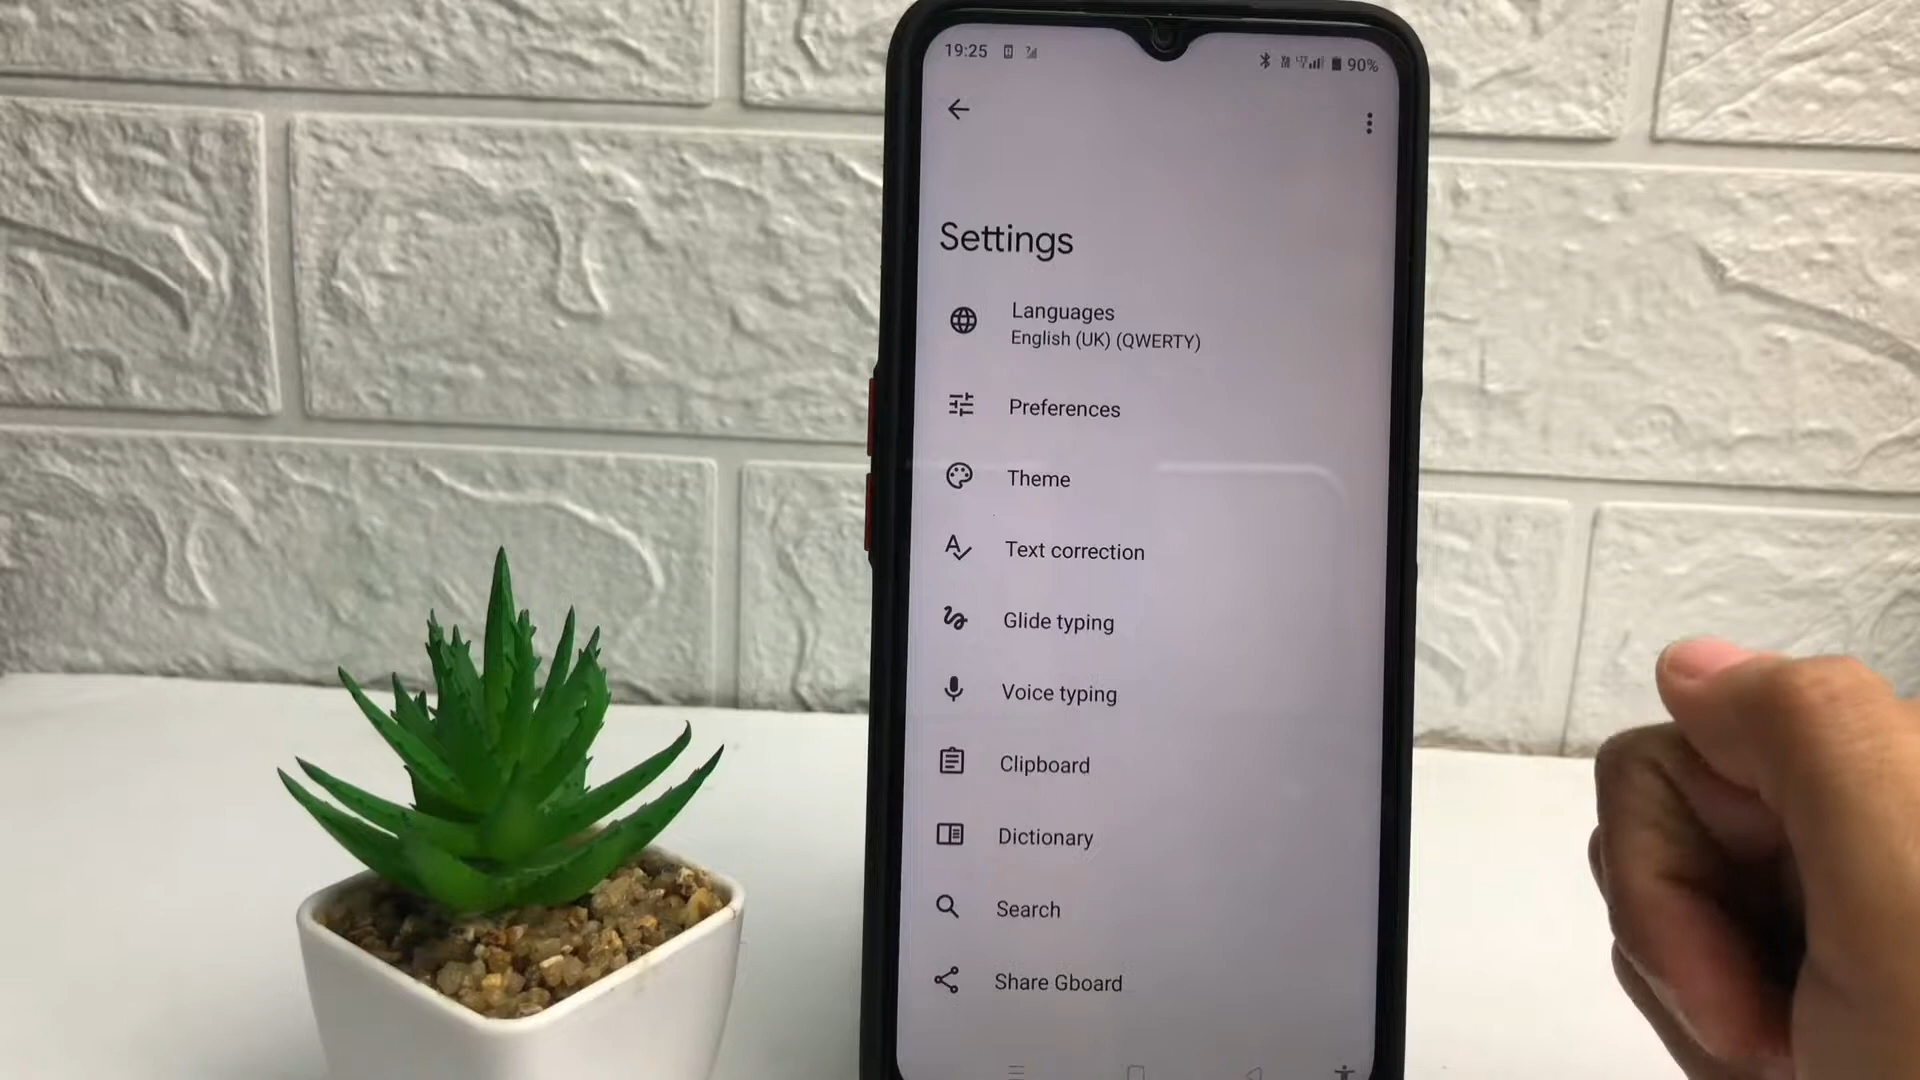 19:25
90%
Settings
Languages
English (UK) (QWERTY)
Preferences
Theme
Text correction
Glide typing
Voice typing
Clipboard
Dictionary
Search
Share Gboard